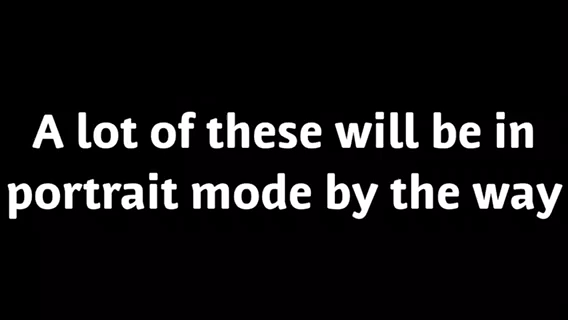 A lot of these will be in
portrait mode by the way